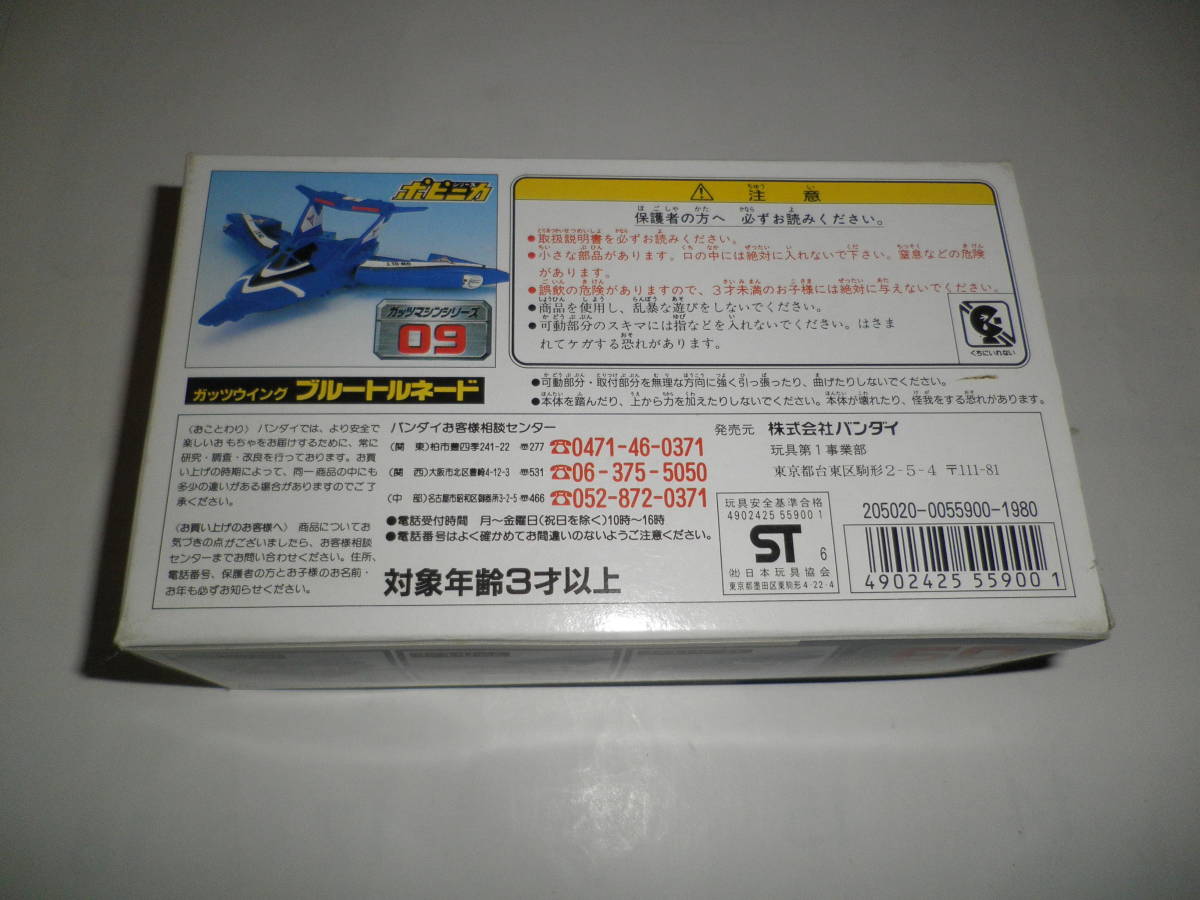 ポピニカ
シリーズ
ガッツマシンシリーズ
09
ガッツウイング ブルートルネード
⚠ 注意
ちゅう い
ほ ご しゃ かた かなら よ
保護者の方へ 必ずお読みください。
●取扱説明書を必ずお読みください。
●小さな部品があります。口の中には絶対に入れないで下さい。窒息などの危険
があります。
●誤飲の危険がありますので、3才未満のお子様には絶対に与えないでください。
●商品を使用し、乱暴な遊びをしないでください。
●可動部分のスキマには指などを入れないでください。はさま
れてケガする恐れがあります。
くちにいれない
●可動部分・取付部分を無理な方向に強く引っ張ったり、曲げたりしないでください。
●本体を踏んだり、上から力を加えたりしないでください。本体が壊れたり、怪我をする恐れがあります。
〈おことわり〉 バンダイでは、より安全で
楽しいおもちゃをお届けするために、常に
研究・調査・改良を行っております。お買
い上げの時期によって、同一商品の中にも
多少の違いがある場合がありますのでご了
承ください。
〈お買い上げのお客様へ〉 商品についてお
気づきの点がございましたら、お客様相談
センターまでお問い合わせください。住所、
電話番号、保護者の方とお子様のお名前・
お年も必ずお知らせください。
バンダイお客様相談センター
(関 東)柏市豊四季241-22 〒277 ☎0471-46-0371
(関 西)大阪市北区豊崎4-12-3 〒531 ☎06-375-5050
(中 部)名古屋市昭和区御器所3-2-5 〒466 ☎052-872-0371
●電話受付時間 月〜金曜日(祝日を除く)10時〜16時
●電話番号はよく確かめてお間違いのないようご注意ください。
対象年齢3才以上
発売元 株式会社バンダイ
玩具第1事業部
東京都台東区駒形2-5-4 〒111-81
玩具安全基準合格
4902425 55900 1
ST 6
(社)日本玩具協会
東京都墨田区東駒形4-22-4
205020-0055900-1980
4902425 559001